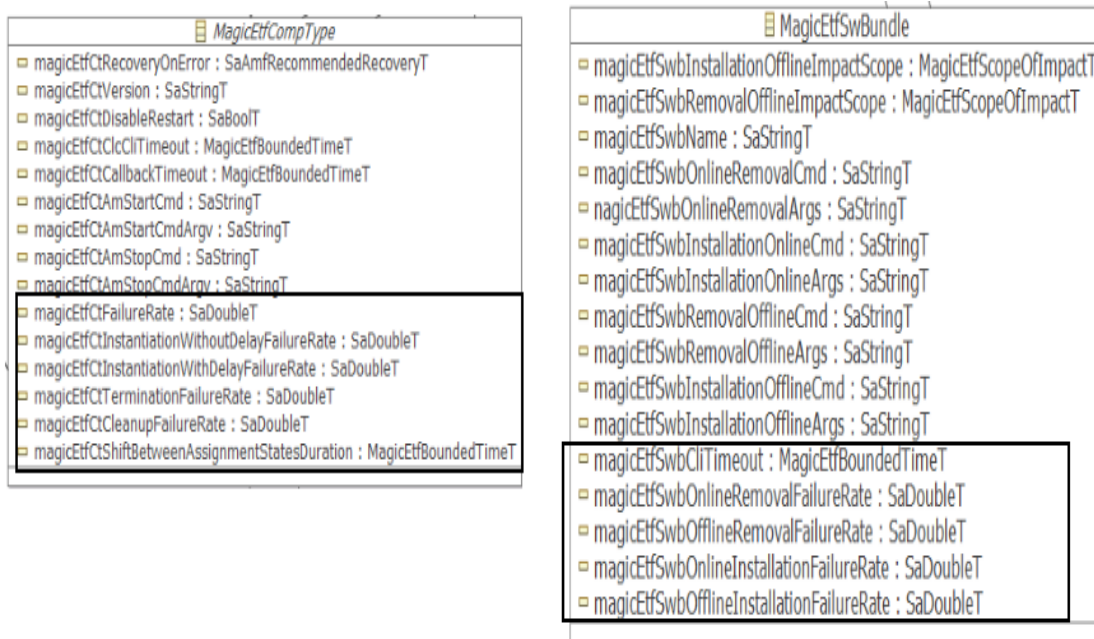 MagicEtfCompType
magicEtfCtRecoveryOnError : SaAmfRecommendedRecoveryT
magicEtfCtVersion : SaStringT
magicEtfCtDisableRestart : SaBoolT
magicEtfCtClcCliTimeout : MagicEtfBoundedTimeT
magicEtfCtCallbackTimeout : MagicEtfBoundedTimeT
magicEtfCtAmStartCmd : SaStringT
magicEtfCtAmStartCmdArgv : SaStringT
magicEtfCtAmStopCmd : SaStringT
magicEtfCtAmStopCmdArgv : SaStringT
magicEtfCtFailureRate : SaDoubleT
magicEtfCtInstantiationWithoutDelayFailureRate : SaDoubleT
magicEtfCtInstantiationWithDelayFailureRate : SaDoubleT
magicEtfCtTerminationFailureRate : SaDoubleT
magicEtfCtCleanupFailureRate : SaDoubleT
magicEtfCtShiftBetweenAssignmentStatesDuration : MagicEtfBoundedTimeT
MagicEtfSwBundle
magicEtfSwbInstallationOfflineImpactScope : MagicEtfScopeOfImpactT
magicEtfSwbRemovalOfflineImpactScope : MagicEtfScopeOfImpactT
magicEtfSwbName : SaStringT
magicEtfSwbOnlineRemovalCmd : SaStringT
nagicEtfSwbOnlineRemovalArgs : SaStringT
magicEtfSwbInstallationOnlineCmd : SaStringT
magicEtfSwbInstallationOnlineArgs : SaStringT
magicEtfSwbRemovalOfflineCmd : SaStringT
magicEtfSwbRemovalOfflineArgs : SaStringT
magicEtfSwbInstallationOfflineCmd : SaStringT
magicEtfSwbInstallationOfflineArgs : SaStringT
magicEtfSwbCliTimeout : MagicEtfBoundedTimeT
magicEtfSwbOnlineRemovalFailureRate : SaDoubleT
magicEtfSwbOfflineRemovalFailureRate : SaDoubleT
magicEtfSwbOnlineInstallationFailureRate : SaDoubleT
magicEtfSwbOfflineInstallationFailureRate : SaDoubleT